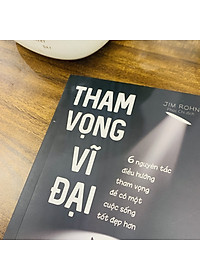 THAM
VỌNG
VĨ
ĐẠI
JIM ROHN
6 nguyên tắc
điều hướng
tham vọng
để có một
cuộc sống
tốt đẹp hơn